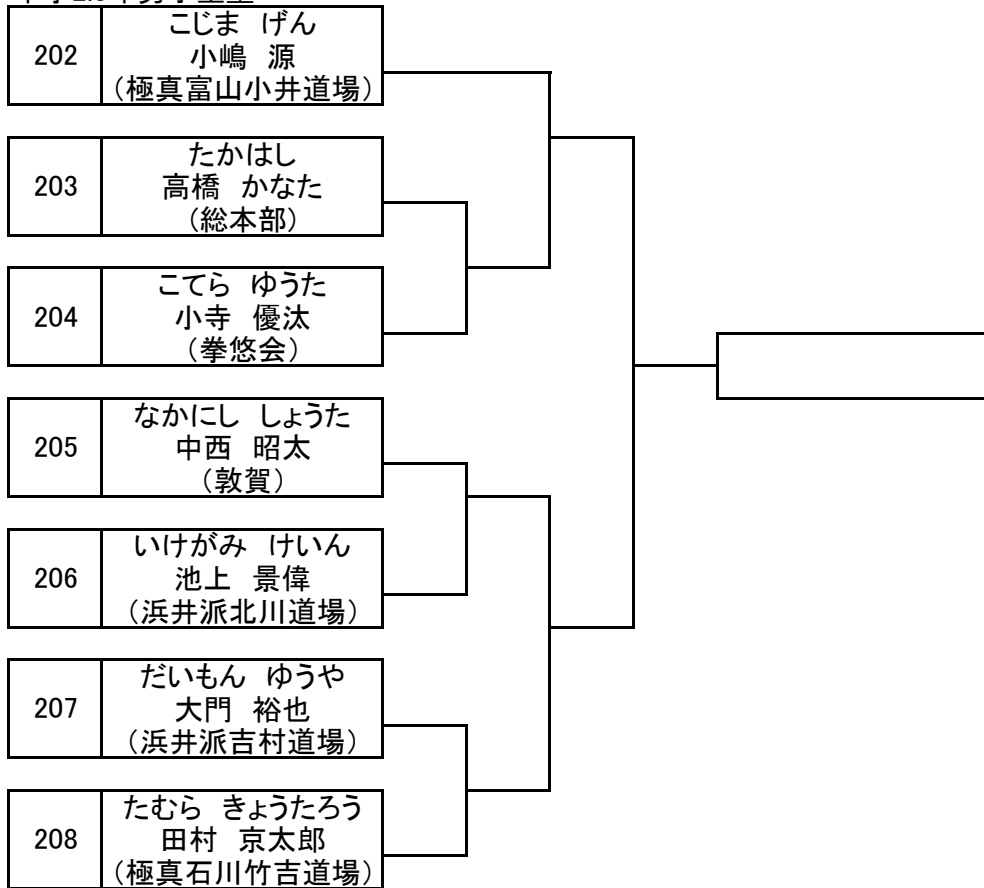 202
こじま げん
小嶋 源
（極真富山小井道場）
203
たかはし
高橋 かなた
（総本部）
204
こてら ゆうた
小寺 優汰
（拳悠会）
205
なかにし しょうた
中西 昭太
（敦賀）
206
いけがみ けいん
池上 景偉
（浜井派北川道場）
207
だいもん ゆうや
大門 裕也
（浜井派吉村道場）
208
たむら きょうたろう
田村 京太郎
（極真石川竹吉道場）